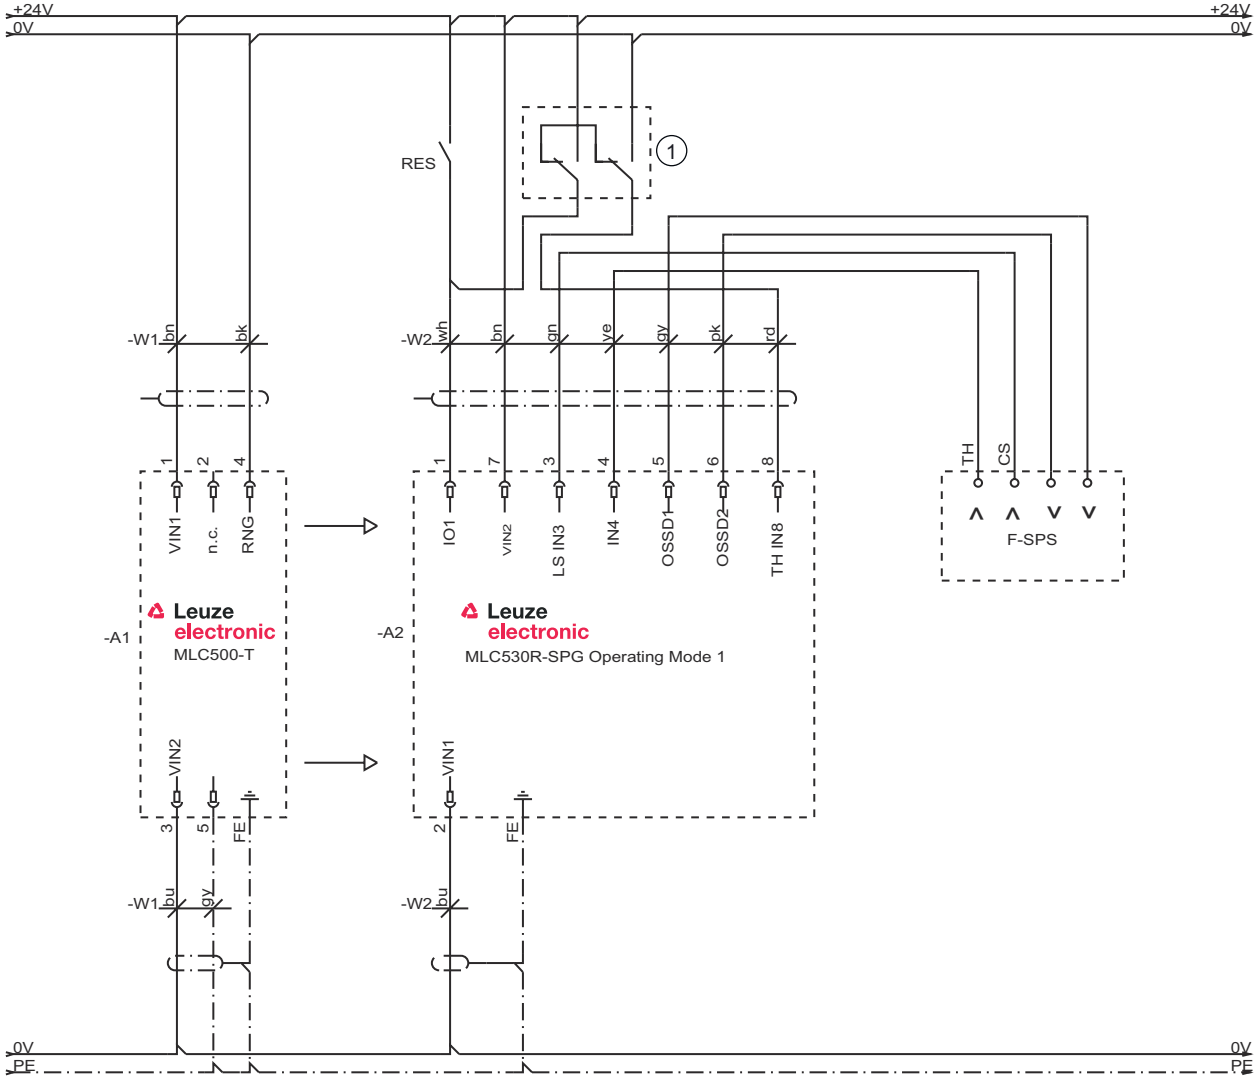 +24V +24V
0V 0V
1
RES
-W1 bn bk -W2 wh bn gn ye gy pk rd
TH CS
1 2 4 1 7 3 4 5 6 8
VIN1 n.c. RNG IO1 VIN2 LS IN3 IN4 OSSD1 OSSD2 TH IN8
F-SPS
Leuze Leuze
electronic electronic
-A1 -A2
MLC500-T MLC530R-SPG Operating Mode 1
VIN2 VIN1
3 5 FE 2 FE
-W1 bu gy -W2 bu
0V 0V
PE PE